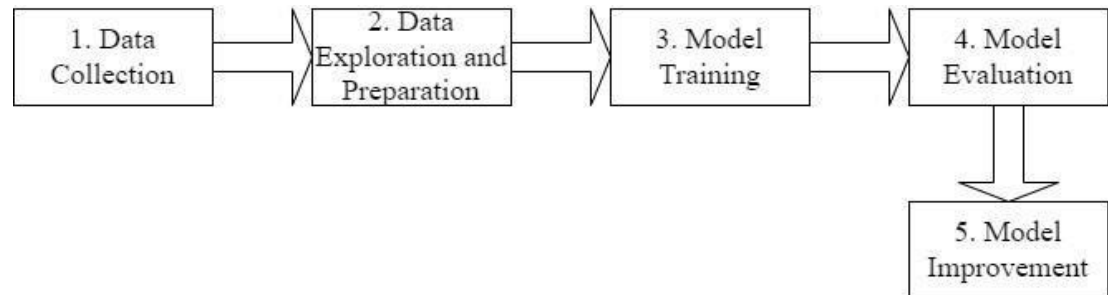 1. Data
Collection
2. Data
Exploration and
Preparation
3. Model
Training
4. Model
Evaluation
5. Model
Improvement